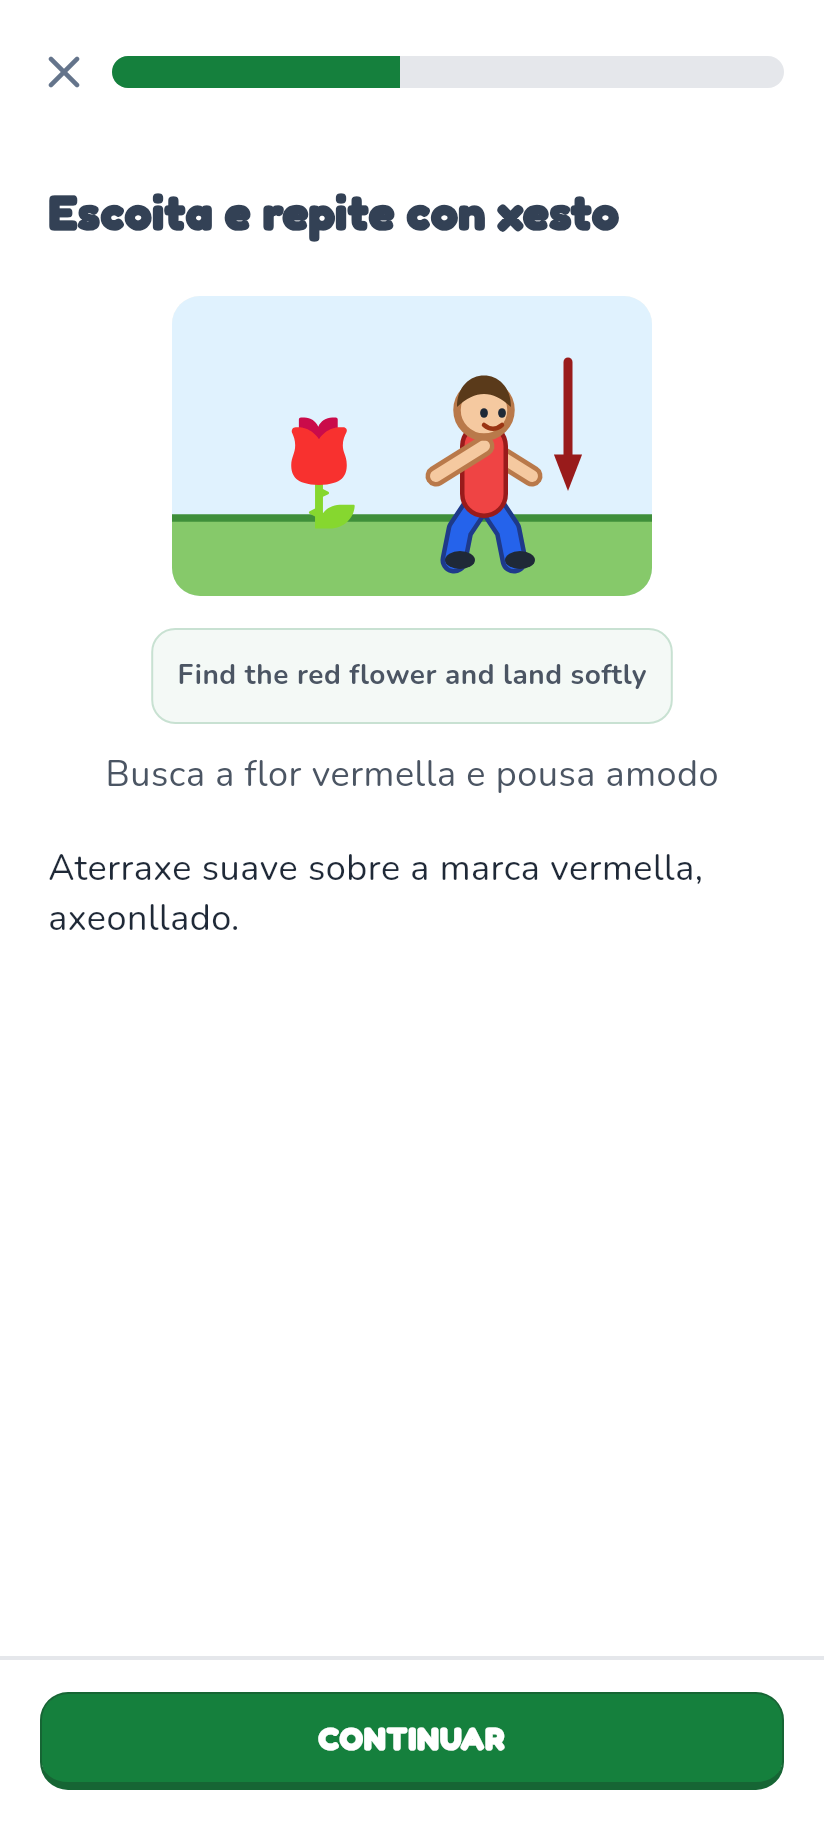 Escoita e repite con xesto
Find the red flower and land softly
Busca a flor vermella e pousa amodo
Aterraxe suave sobre a marca vermella,
axeonllado.
CONTINUAR